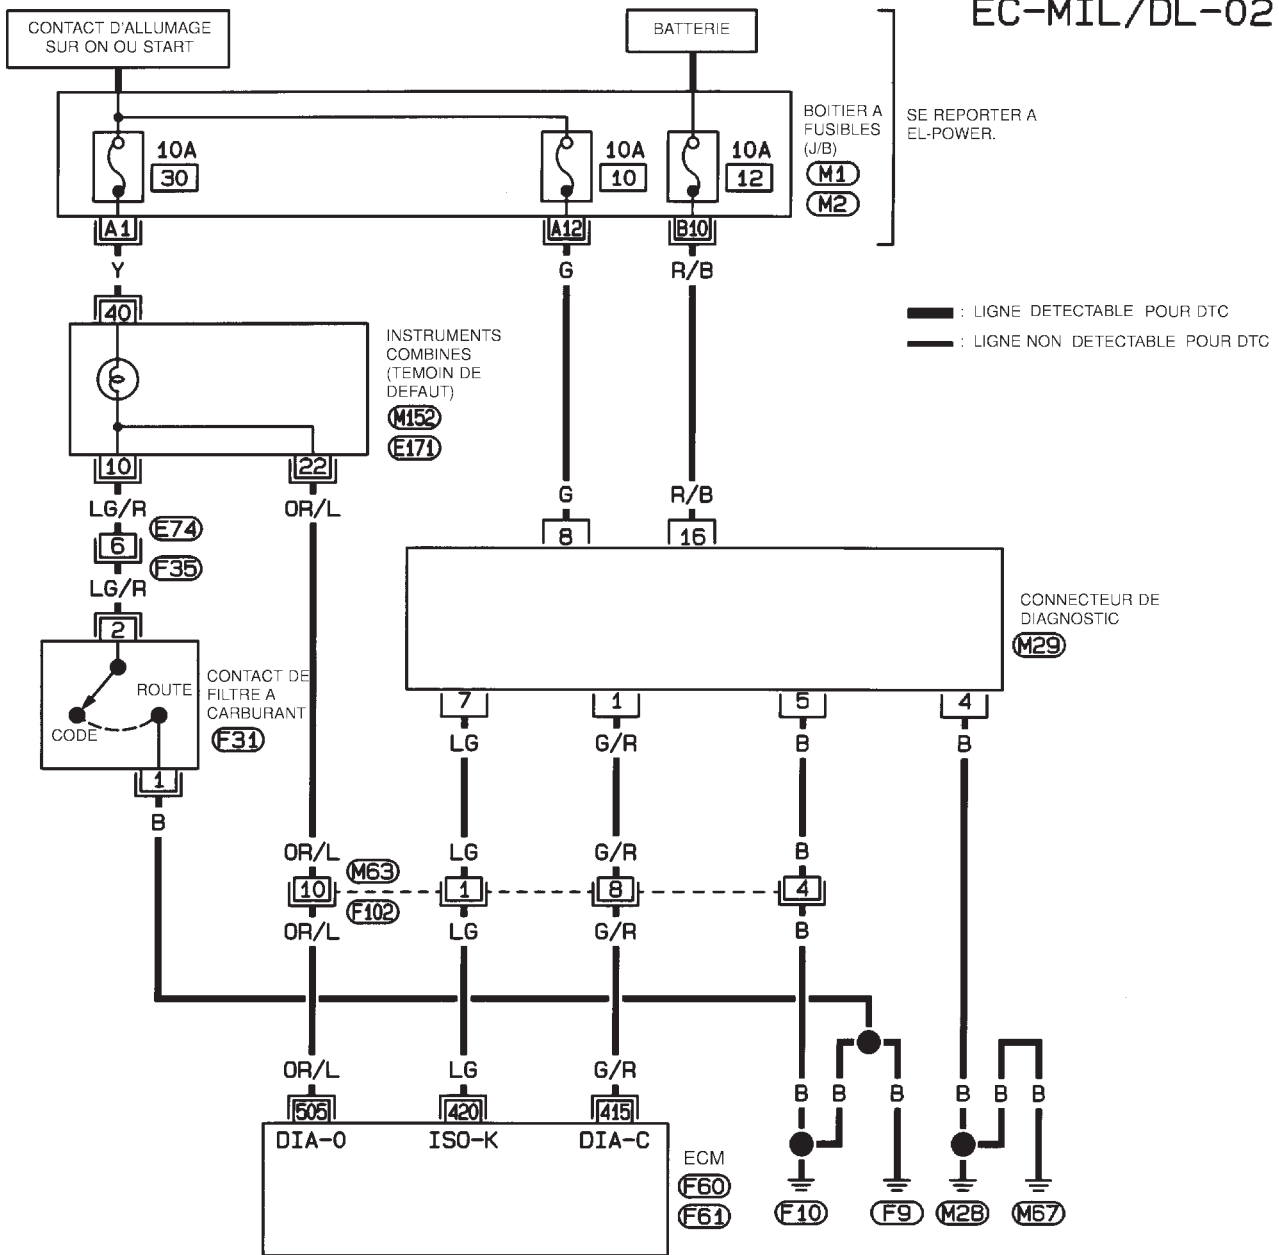 EC-MIL/DL-02
CONTACT D'ALLUMAGE
SUR ON OU START
BATTERIE
BOITIER A
FUSIBLES
(J/B)
M1
M2
SE REPORTER A
EL-POWER.
10A
30
10A
10
10A
12
A1
A12
B10
Y
G
R/B
40
: LIGNE DETECTABLE POUR DTC
: LIGNE NON DETECTABLE POUR DTC
INSTRUMENTS
COMBINES
(TEMOIN DE
DEFAUT)
M152
E171
10
22
LG/R
OR/L
G
R/B
E74
6
F35
8
16
LG/R
2
CONNECTEUR DE
DIAGNOSTIC
M29
CONTACT DE
FILTRE A
CARBURANT
F31
ROUTE
CODE
1
B
7
1
5
4
LG
G/R
B
B
OR/L
LG
G/R
B
M63
10
1
8
4
F102
OR/L
LG
G/R
B
OR/L
LG
G/R
B
B
B
B
B
B
505
420
415
DIA-O
ISO-K
DIA-C
ECM
F60
F61
F10
F9
M28
M67